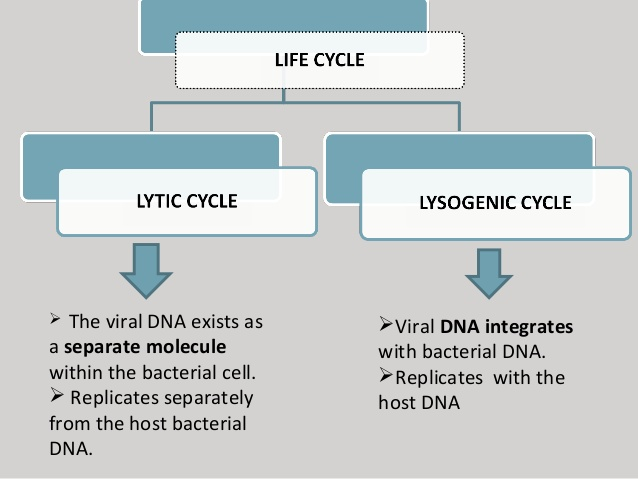 LIFE CYCLE
LYTIC CYCLE
LYSOGENIC CYCLE
➢ The viral DNA exists as
a separate molecule
within the bacterial cell.
➢ Replicates separately
from the host bacterial
DNA.
➢Viral DNA integrates
with bacterial DNA.
➢Replicates with the
host DNA